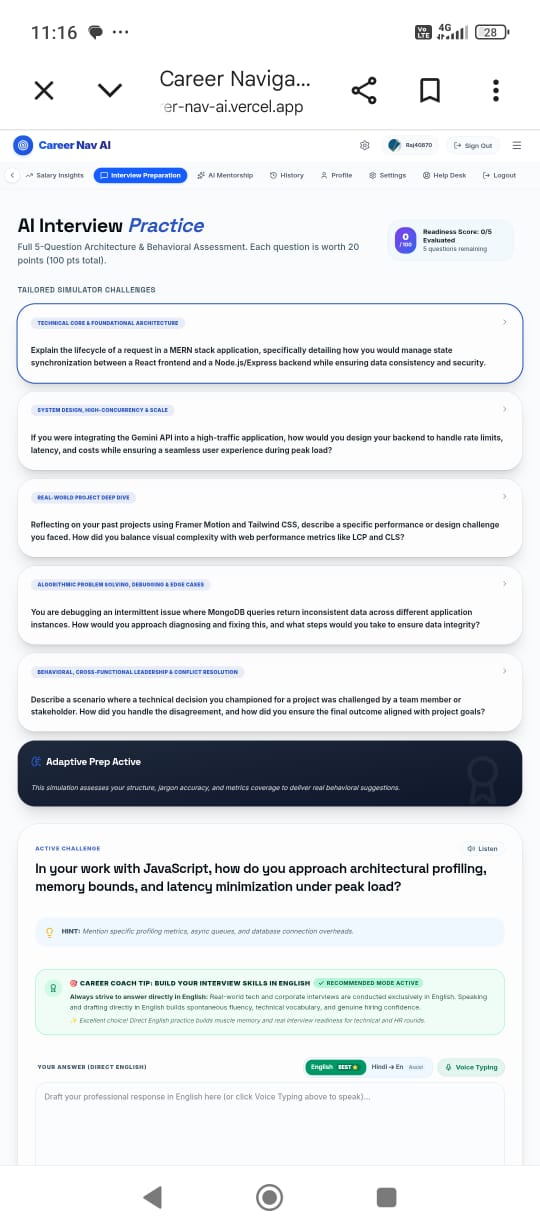 11:16
Vo LTE 4G 28
Career Naviga...
er-nav-ai.vercel.app
Career Nav AI
Raj40870
Sign Out
Salary Insights
Interview Preparation
AI Mentorship
History
Profile
Settings
Help Desk
Logout
AI Interview Practice
Full 5-Question Architecture & Behavioral Assessment. Each question is worth 20
points (100 pts total).
0
/ 100
Readiness Score: 0/5
Evaluated
5 questions remaining
TAILORED SIMULATOR CHALLENGES
TECHNICAL CORE & FOUNDATIONAL ARCHITECTURE
Explain the lifecycle of a request in a MERN stack application, specifically detailing how you would manage state
synchronization between a React frontend and a Node.js/Express backend while ensuring data consistency and security.
SYSTEM DESIGN, HIGH-CONCURRENCY & SCALE
If you were integrating the Gemini API into a high-traffic application, how would you design your backend to handle rate limits,
latency, and costs while ensuring a seamless user experience during peak load?
REAL-WORLD PROJECT DEEP DIVE
Reflecting on your past projects using Framer Motion and Tailwind CSS, describe a specific performance or design challenge
you faced. How did you balance visual complexity with web performance metrics like LCP and CLS?
ALGORITHMIC PROBLEM SOLVING, DEBUGGING & EDGE CASES
You are debugging an intermittent issue where MongoDB queries return inconsistent data across different application
instances. How would you approach diagnosing and fixing this, and what steps would you take to ensure data integrity?
BEHAVIORAL, CROSS-FUNCTIONAL LEADERSHIP & CONFLICT RESOLUTION
Describe a scenario where a technical decision you championed for a project was challenged by a team member or
stakeholder. How did you handle the disagreement, and how did you ensure the final outcome aligned with project goals?
Adaptive Prep Active
This simulation assesses your structure, jargon accuracy, and metrics coverage to deliver real behavioral suggestions.
ACTIVE CHALLENGE
Listen
In your work with JavaScript, how do you approach architectural profiling,
memory bounds, and latency minimization under peak load?
HINT: Mention specific profiling metrics, async queues, and database connection overheads.
🎯 CAREER COACH TIP: BUILD YOUR INTERVIEW SKILLS IN ENGLISH ✓ RECOMMENDED MODE ACTIVE
Always strive to answer directly in English: Real-world tech and corporate interviews are conducted exclusively in English. Speaking
and drafting directly in English builds spontaneous fluency, technical vocabulary, and genuine hiring confidence.
✨ Excellent choice! Direct English practice builds muscle memory and real interview readiness for technical and HR rounds.
YOUR ANSWER (DIRECT ENGLISH)
English BEST ⭐
Hindi → En Assist
Voice Typing
Draft your professional response in English here (or click Voice Typing above to speak)...